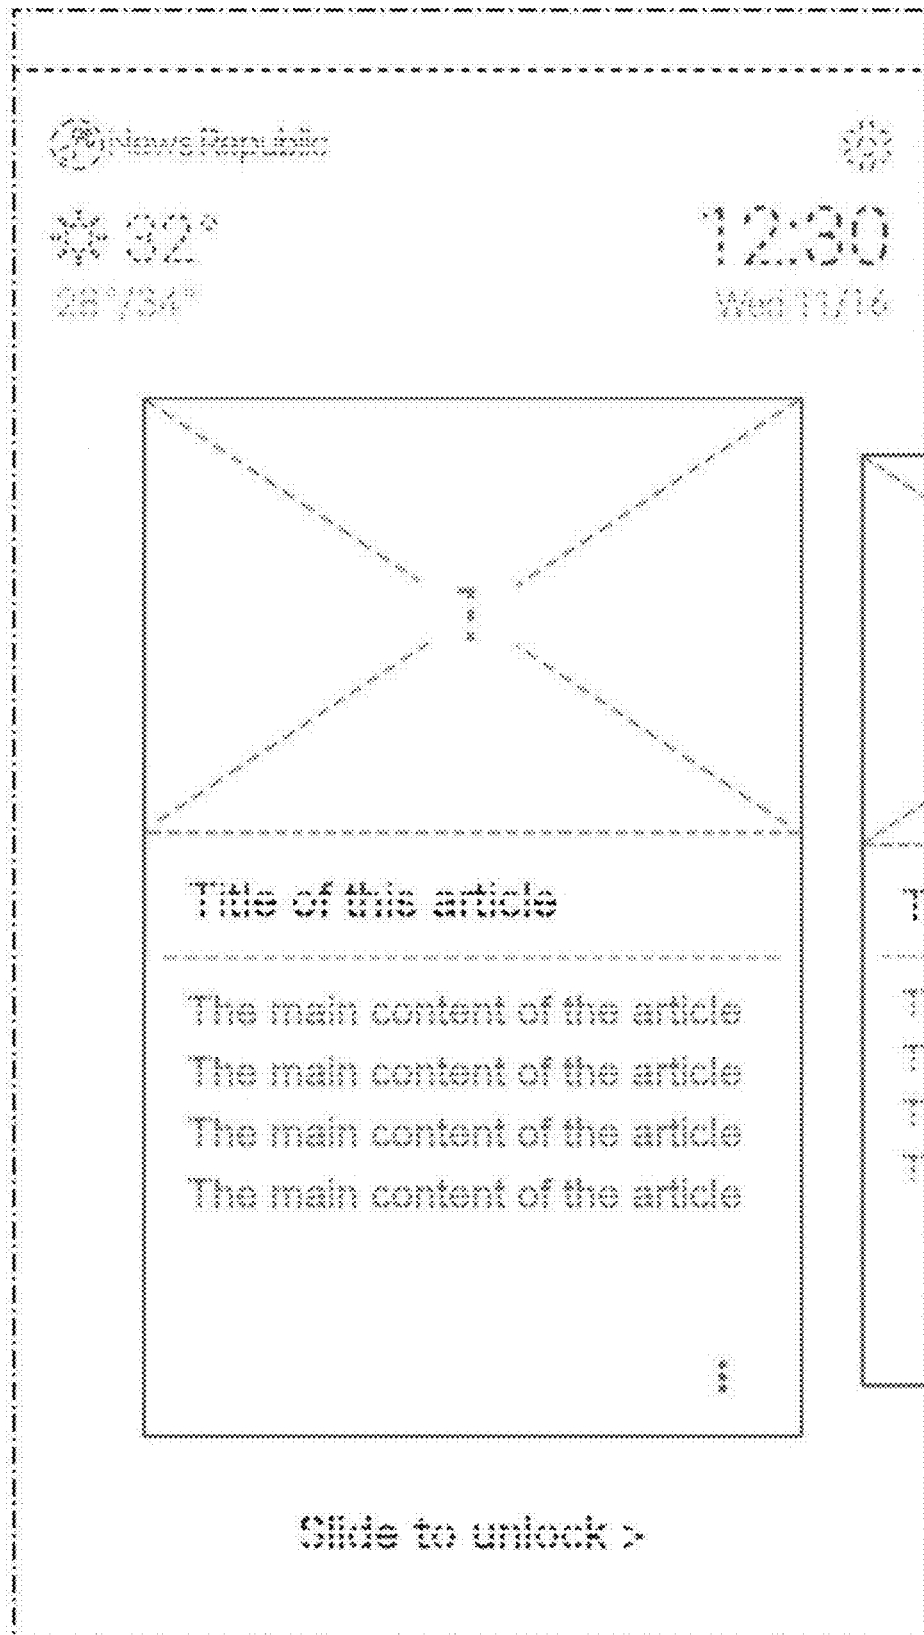 News Republic
32°
12:30
28°/34°
Wed 11/16
1
Title of this article
The main content of the article
The main content of the article
The main content of the article
The main content of the article
T
T
T
T
T
Slide to unlock >